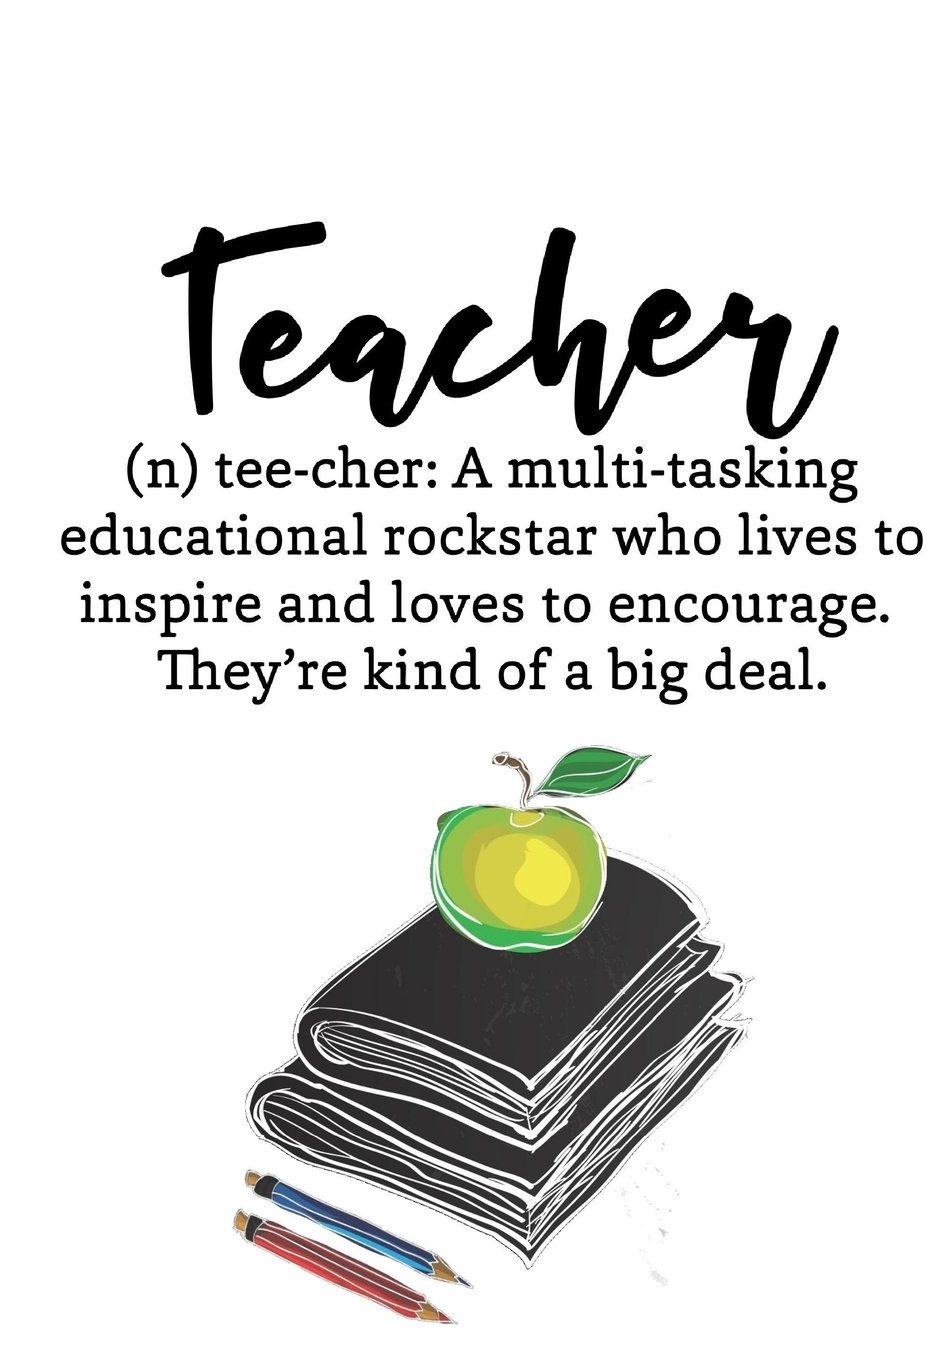 Teacher
(n) tee-cher: A multi-tasking
educational rockstar who lives to
inspire and loves to encourage.
They’re kind of a big deal.